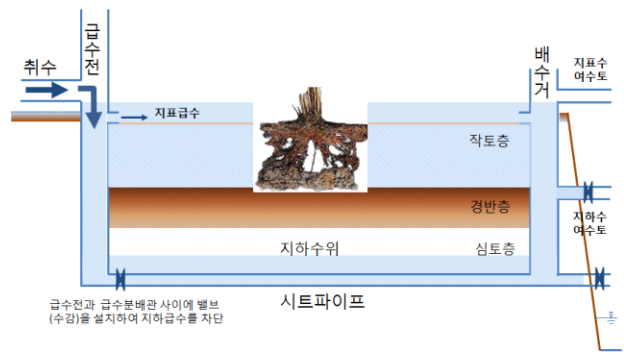 급수전
취수
지표급수
배수거
지표수
여수토
작토층
경반층
지하수
여수토
지하수위
심토층
시트파이프
급수전과 급수분배관 사이에 밸브
(수갑)을 설치하여 지하급수를 차단